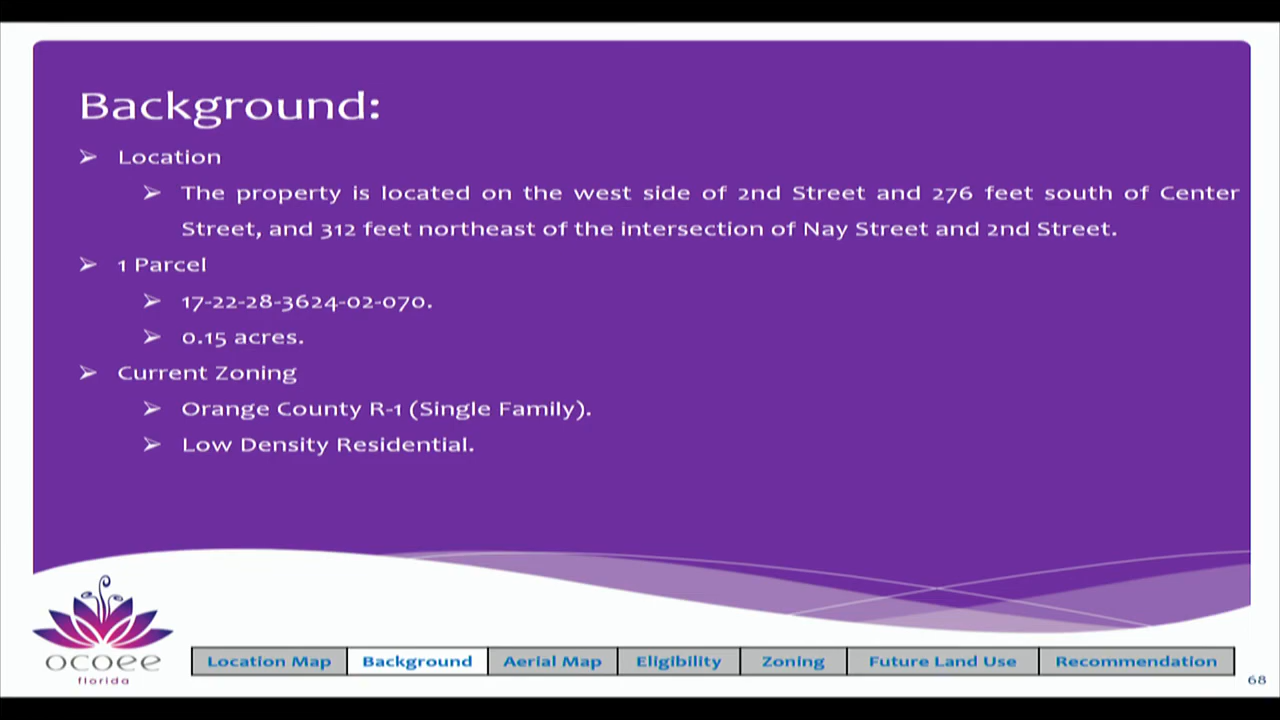 Background:
Location
The property is located on the west side of 2nd Street and 276 feet south of Center
Street, and 312 feet northeast of the intersection of Nay Street and 2nd Street.
1 Parcel
17-22-28-3624-02-070.
0.15 acres.
Current Zoning
Orange County R-1 (Single Family).
Low Density Residential.
ocoee
florida
Location Map Background Aerial Map Eligibility Zoning Future Land Use Recommendation
68